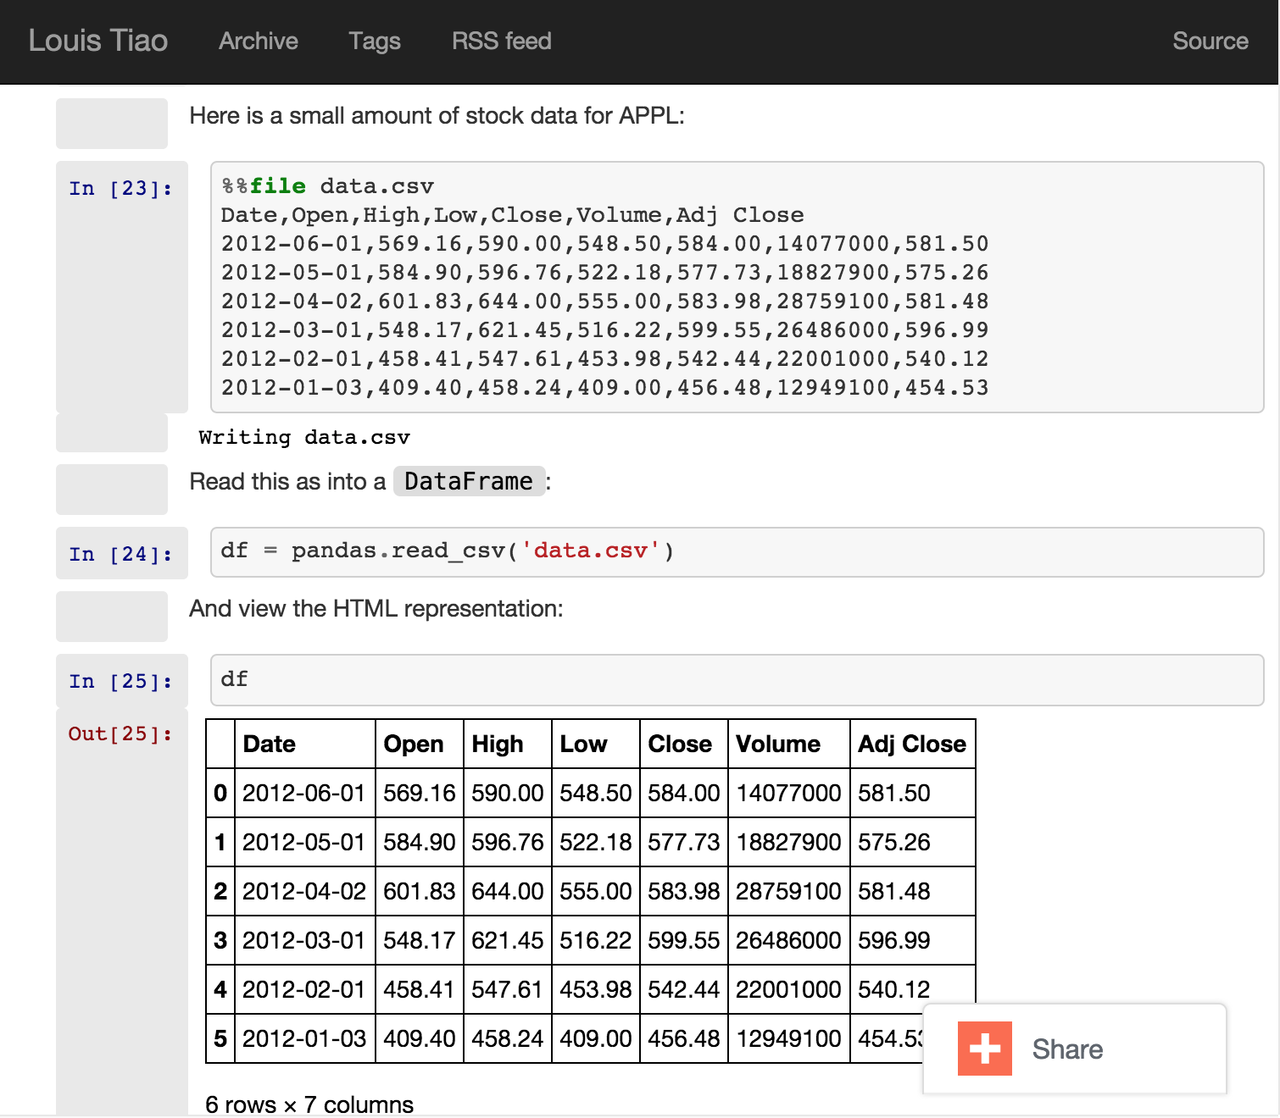 Louis Tiao Archive Tags RSS feed Source
Here is a small amount of stock data for APPL:
In [23]: %%file data.csv
Date,Open,High,Low,Close,Volume,Adj Close
2012-06-01,569.16,590.00,548.50,584.00,14077000,581.50
2012-05-01,584.90,596.76,522.18,577.73,18827900,575.26
2012-04-02,601.83,644.00,555.00,583.98,28759100,581.48
2012-03-01,548.17,621.45,516.22,599.55,26486000,596.99
2012-02-01,458.41,547.61,453.98,542.44,22001000,540.12
2012-01-03,409.40,458.24,409.00,456.48,12949100,454.53
Writing data.csv
Read this as into a DataFrame:
In [24]: df = pandas.read_csv('data.csv')
And view the HTML representation:
In [25]: df
Out[25]:
Date Open High Low Close Volume Adj Close
0 2012-06-01 569.16 590.00 548.50 584.00 14077000 581.50
1 2012-05-01 584.90 596.76 522.18 577.73 18827900 575.26
2 2012-04-02 601.83 644.00 555.00 583.98 28759100 581.48
3 2012-03-01 548.17 621.45 516.22 599.55 26486000 596.99
4 2012-02-01 458.41 547.61 453.98 542.44 22001000 540.12
5 2012-01-03 409.40 458.24 409.00 456.48 12949100 454.53
Share
6 rows × 7 columns